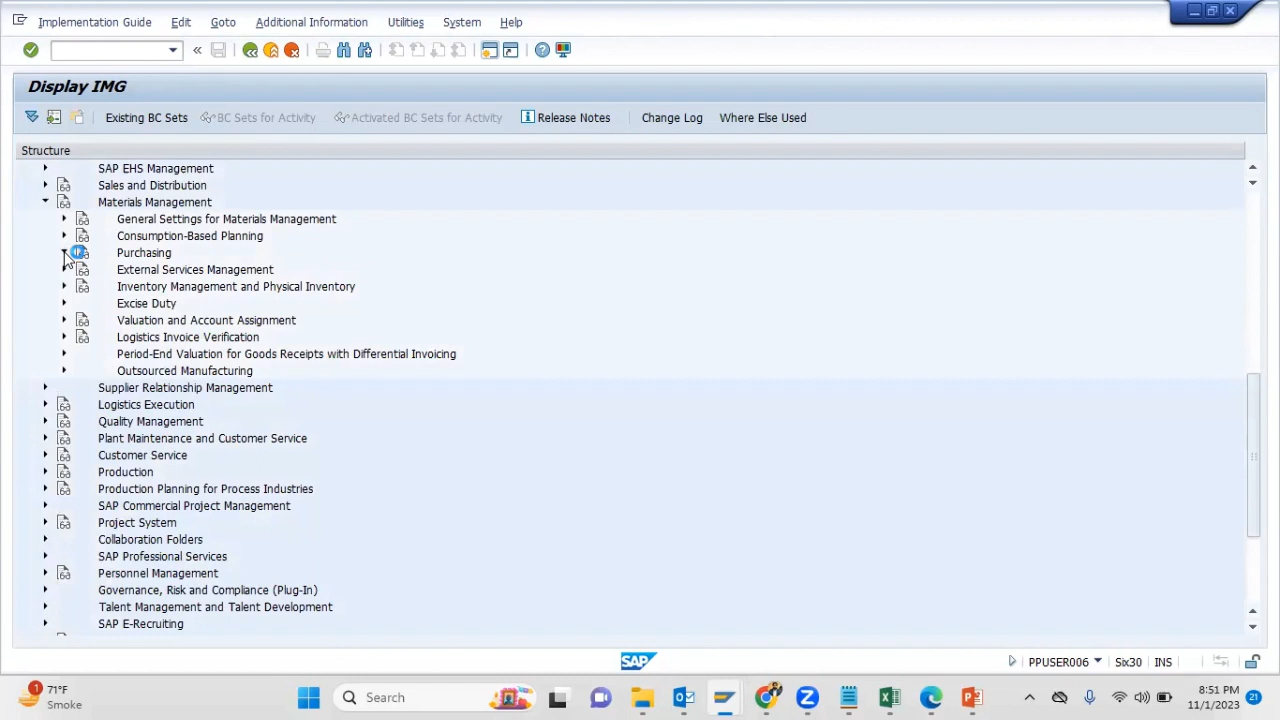 Implementation Guide Edit Goto Additional Information Utilities System Help
Display IMG
Existing BC Sets BC Sets for Activity Activated BC Sets for Activity Release Notes Change Log Where Else Used
Structure
SAP EHS Management
Sales and Distribution
Materials Management
General Settings for Materials Management
Consumption-Based Planning
Purchasing
External Services Management
Inventory Management and Physical Inventory
Excise Duty
Valuation and Account Assignment
Logistics Invoice Verification
Period-End Valuation for Goods Receipts with Differential Invoicing
Outsourced Manufacturing
Supplier Relationship Management
Logistics Execution
Quality Management
Plant Maintenance and Customer Service
Customer Service
Production
Production Planning for Process Industries
SAP Commercial Project Management
Project System
Collaboration Folders
SAP Professional Services
Personnel Management
Governance, Risk and Compliance (Plug-In)
Talent Management and Talent Development
SAP E-Recruiting
SAP PPUSER006 Six30 INS
1 71°F
Smoke
Search
8:51 PM
11/1/2023
21